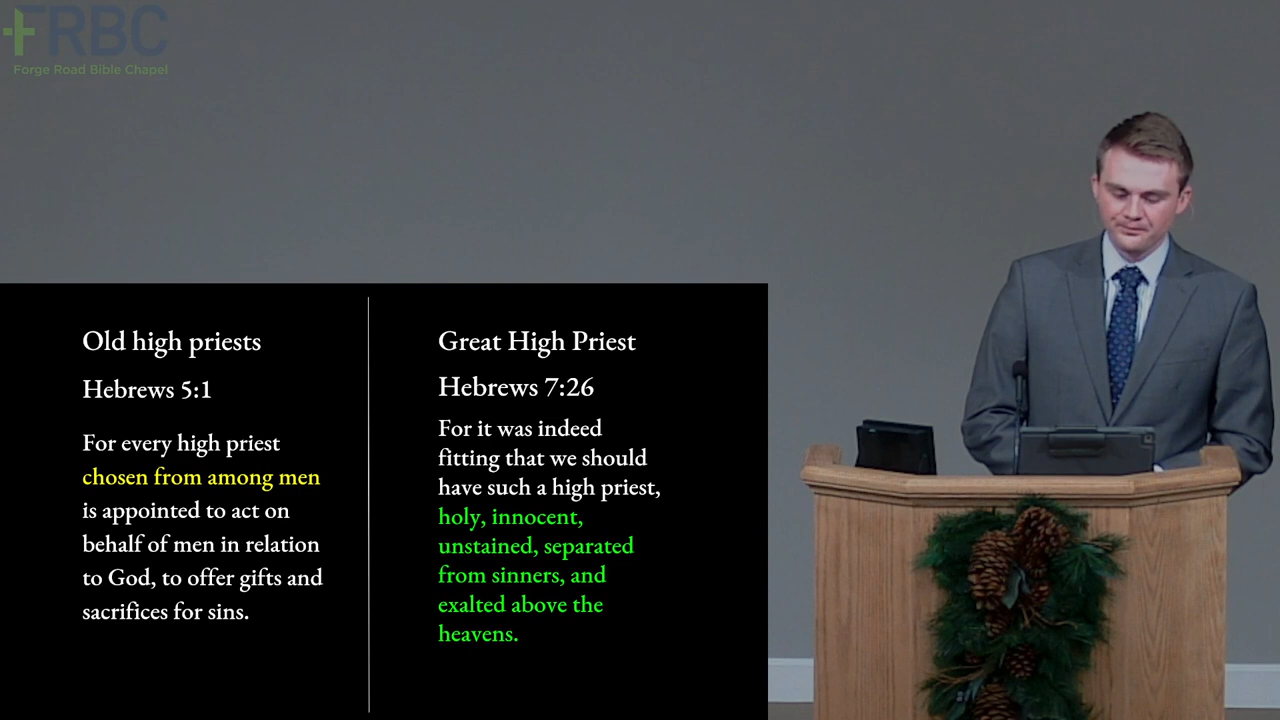 FRBC
Forge Road Bible Chapel
Old high priests
Hebrews 5:1
For every high priest
chosen from among men
is appointed to act on
behalf of men in relation
to God, to offer gifts and
sacrifices for sins.
Great High Priest
Hebrews 7:26
For it was indeed
fitting that we should
have such a high priest,
holy, innocent,
unstained, separated
from sinners, and
exalted above the
heavens.